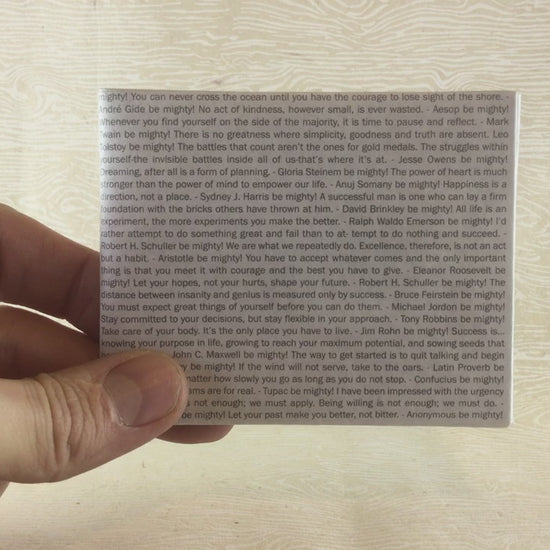 mighty! You can never cross the ocean until you have the courage to lose sight of the shore. -
André Gide be mighty! No act of kindness, however small, is ever wasted. - Aesop be mighty!
Whenever you find yourself on the side of the majority, it is time to pause and reflect. - Mark
Twain be mighty! There is no greatness where simplicity, goodness and truth are absent. Leo
Tolstoy be mighty! The battles that count aren't the ones for gold medals. The struggles within
yourself-the invisible battles inside all of us-that's where it's at. - Jesse Owens be mighty!
Dreaming, after all is a form of planning. - Gloria Steinem be mighty! The power of heart is much
stronger than the power of mind to empower our life. - Anuj Somany be mighty! Happiness is a
direction, not a place. - Sydney J. Harris be mighty! A successful man is one who can lay a firm
foundation with the bricks others have thrown at him. - David Brinkley be mighty! All life is an
experiment, the more experiments you make the better. - Ralph Waldo Emerson be mighty! I'd
rather attempt to do something great and fail than to at- tempt to do nothing and succeed. -
Robert H. Schuller be mighty! We are what we repeatedly do. Excellence, therefore, is not an act
but a habit. - Aristotle be mighty! You have to accept whatever comes and the only important
thing is that you meet it with courage and the best you have to give. - Eleanor Roosevelt be
mighty! Let your hopes, not your hurts, shape your future. - Robert H. Schuller be mighty! The
distance between insanity and genius is measured only by success. - Bruce Feirstein be mighty!
You must expect great things of yourself before you can do them. - Michael Jordon be mighty!
Stay committed to your decisions, but stay flexible in your approach. - Tony Robbins be mighty!
Take care of your body. It's the only place you have to live. - Jim Rohn be mighty! Success is...
knowing your purpose in life, growing to reach your maximum potential, and sowing seeds that
John C. Maxwell be mighty! The way to get started is to quit talking and begin
be mighty! If the wind will not serve, take to the oars. - Latin Proverb be
matter how slowly you go as long as you do not stop. - Confucius be mighty!
are for real. - Tupac be mighty! I have been impressed with the urgency
not enough; we must apply. Being willing is not enough; we must do. -
be mighty! Let your past make you better, not bitter. - Anonymous be mighty!